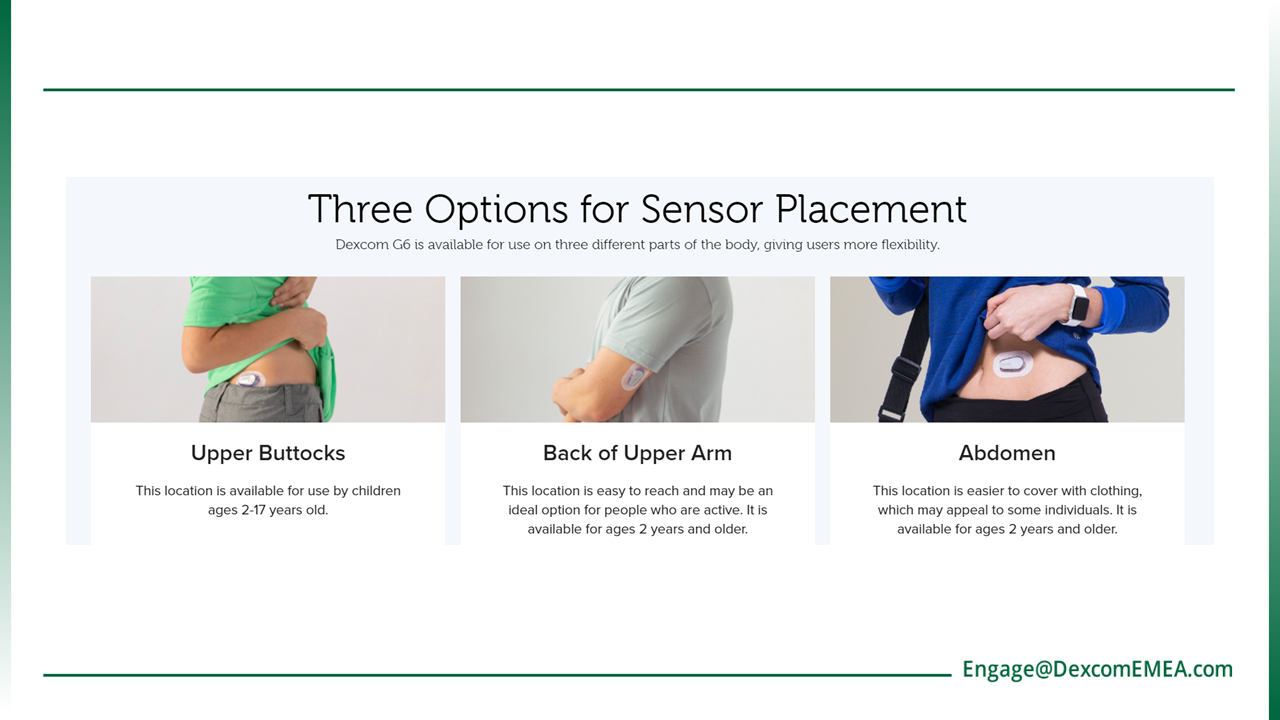 Three Options for Sensor Placement
Dexcom G6 is available for use on three different parts of the body, giving users more flexibility.
Upper Buttocks
This location is available for use by children
ages 2-17 years old.
Back of Upper Arm
This location is easy to reach and may be an
ideal option for people who are active. It is
available for ages 2 years and older.
Abdomen
This location is easier to cover with clothing,
which may appeal to some individuals. It is
available for ages 2 years and older.
Engage@DexcomEMEA.com